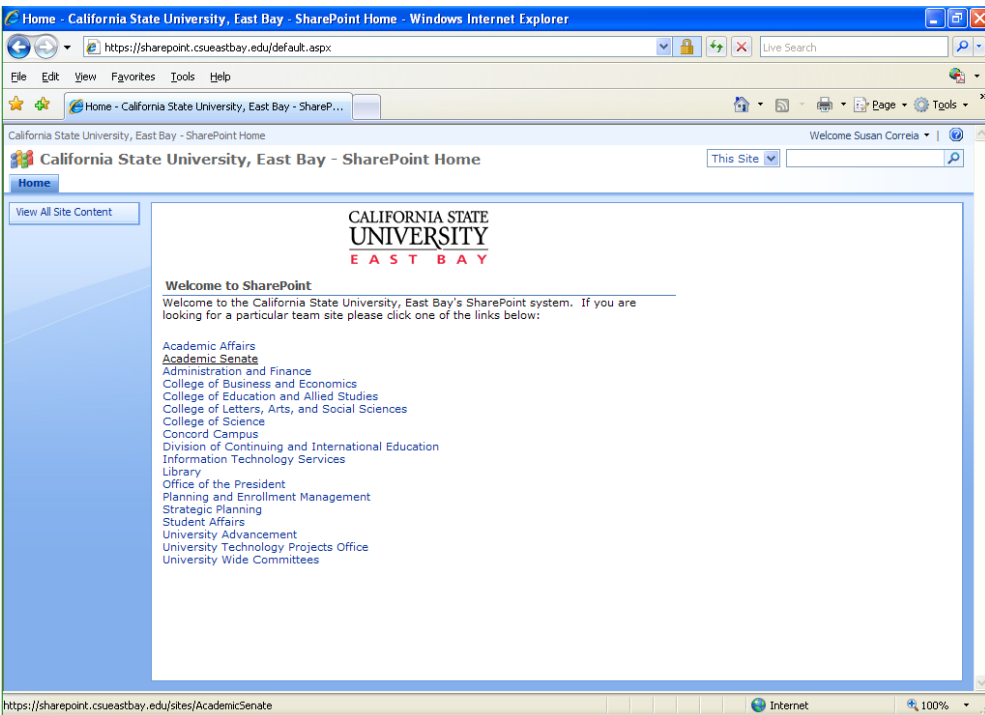 Home - California State University, East Bay - SharePoint Home - Windows Internet Explorer
https://sharepoint.csueastbay.edu/default.aspx
Live Search
File Edit View Favorites Tools Help
Home - California State University, East Bay - ShareP...
Page Tools
California State University, East Bay - SharePoint Home
Welcome Susan Correia
California State University, East Bay - SharePoint Home
This Site
Home
View All Site Content
CALIFORNIA STATE
UNIVERSITY
EAST BAY
Welcome to SharePoint
Welcome to the California State University, East Bay's SharePoint system. If you are
looking for a particular team site please click one of the links below:
Academic Affairs
Academic Senate
Administration and Finance
College of Business and Economics
College of Education and Allied Studies
College of Letters, Arts, and Social Sciences
College of Science
Concord Campus
Division of Continuing and International Education
Information Technology Services
Library
Office of the President
Planning and Enrollment Management
Strategic Planning
Student Affairs
University Advancement
University Technology Projects Office
University Wide Committees
https://sharepoint.csueastbay.edu/sites/AcademicSenate
Internet
100%